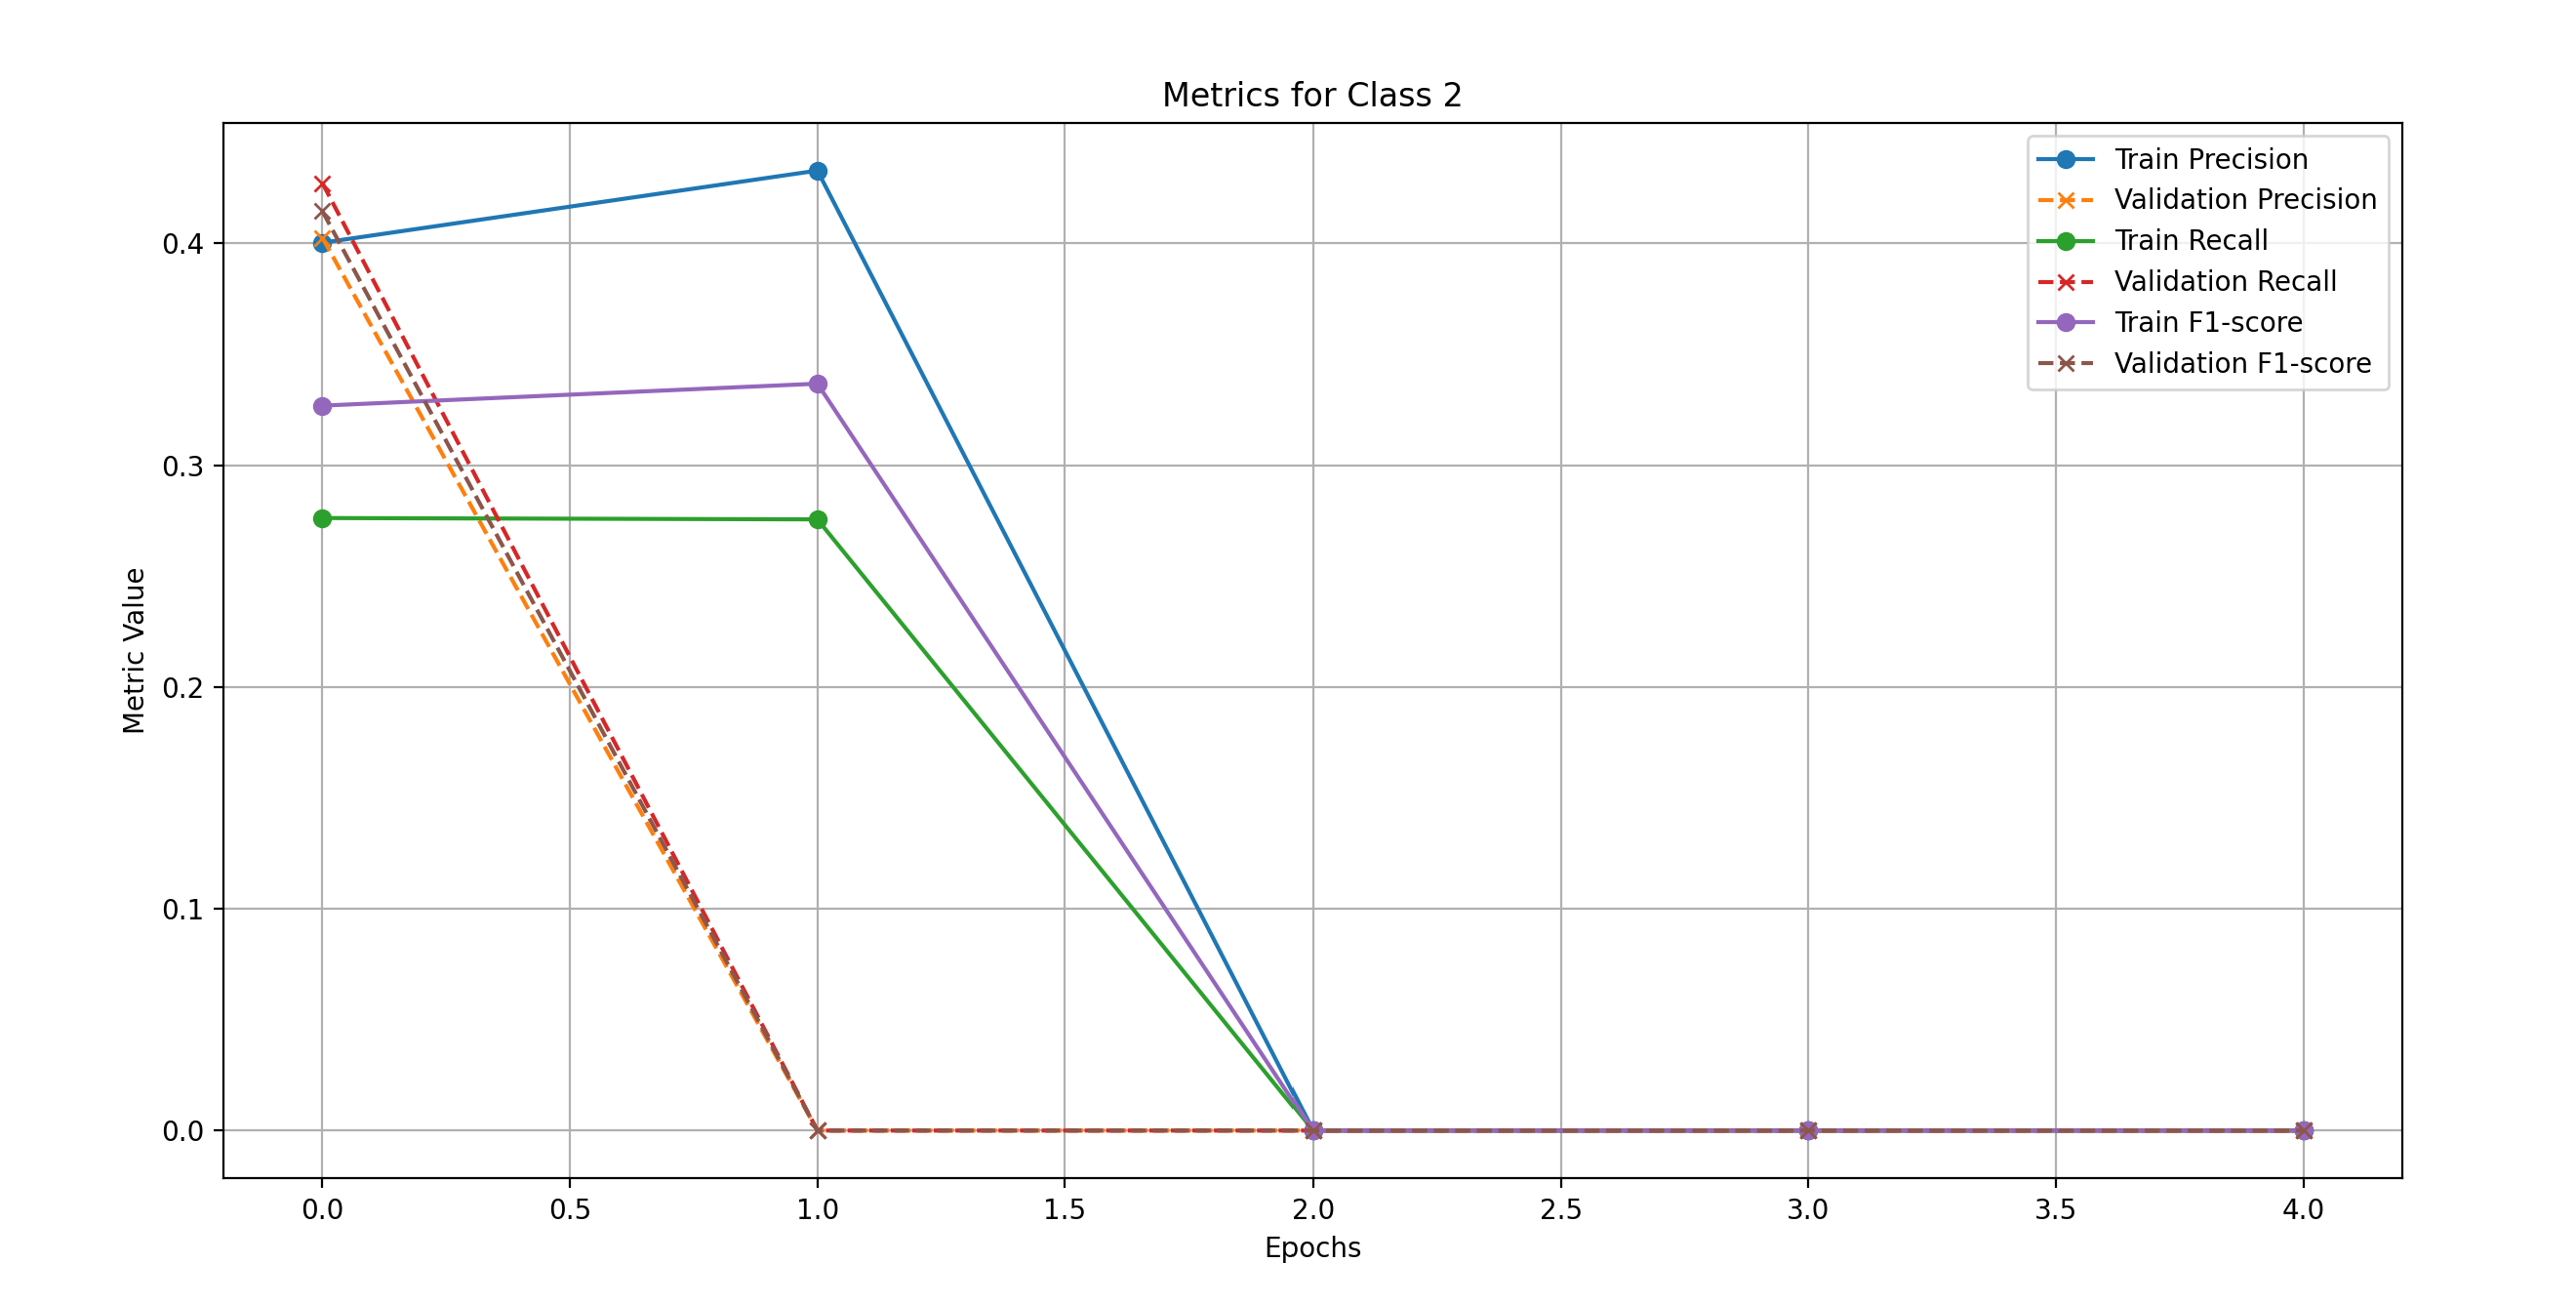 Metrics for Class 2
Train Precision
Validation Precision
Train Recall
Validation Recall
Train F1-score
Validation F1-score
0.4
0.3
0.2
0.1
0.0
Metric Value
0.0 0.5 1.0 1.5 2.0 2.5 3.0 3.5 4.0
Epochs